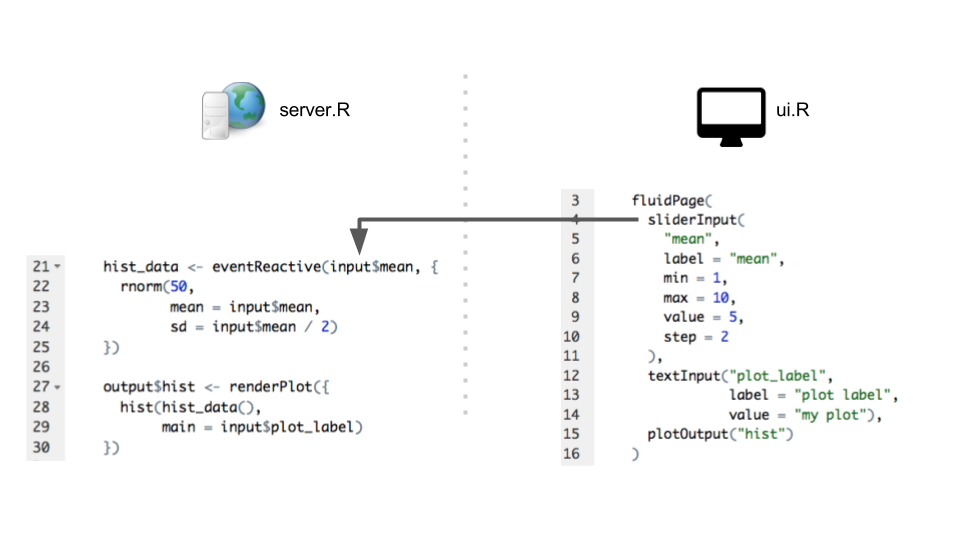 server.R
ui.R
21 hist_data <- eventReactive(input$mean, {
22 rnorm(50,
23 mean = input$mean,
24 sd = input$mean / 2)
25 })
26
27 output$hist <- renderPlot({
28 hist(hist_data(),
29 main = input$plot_label)
30 })
3 fluidPage(
4 sliderInput(
5 "mean",
6 label = "mean",
7 min = 1,
8 max = 10,
9 value = 5,
10 step = 2
11 ),
12 textInput("plot_label",
13 label = "plot label",
14 value = "my plot"),
15 plotOutput("hist")
16 )